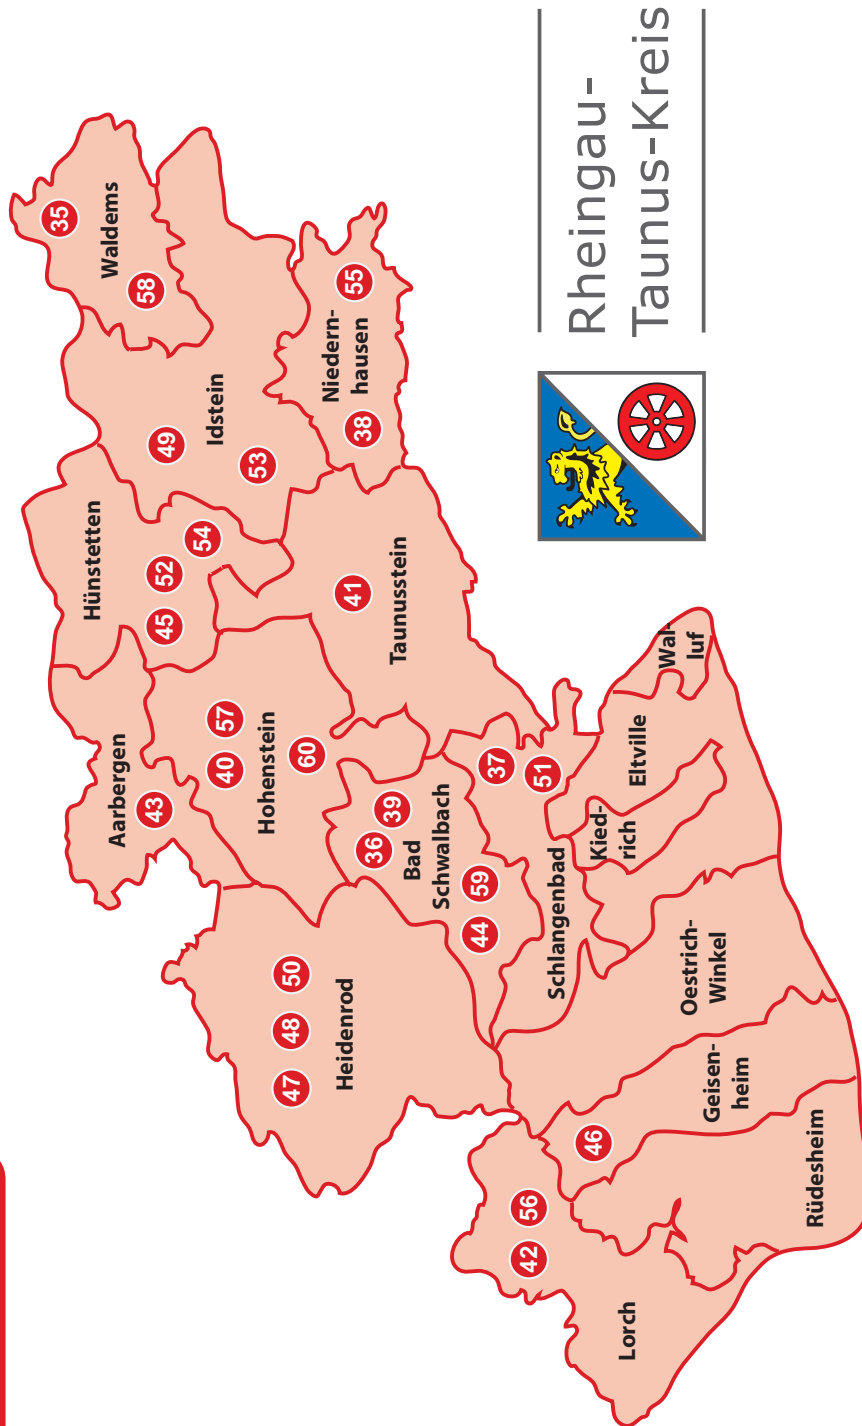 Rheingau-
Taunus-Kreis
Waldems
35
58
Idstein
49
53
Niedern-
hausen
55
38
Hünstetten
45
52
54
Taunusstein
41
Aarbergen
43
Hohenstein
40
57
60
Bad
Schwalbach
36
39
44
59
Heidenrod
47
48
50
Schlangenbad
37
51
Wal-
luf
Eltville
Kied-
rich
Oestrich-
Winkel
Geisen-
heim
46
Rüdesheim
Lorch
42
56